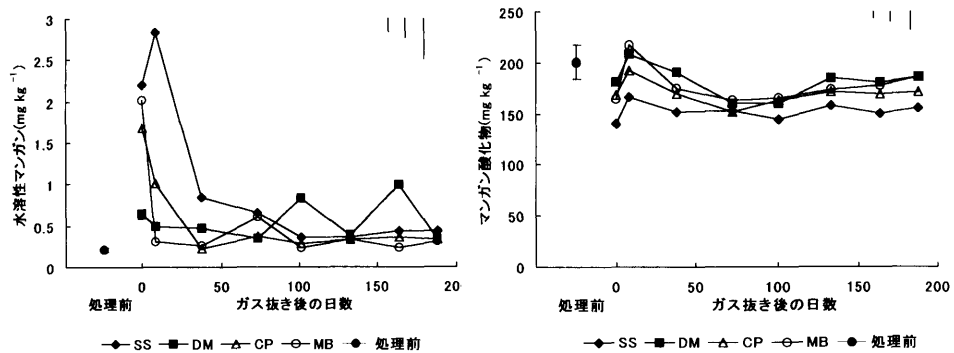 水溶性マンガン(mg kg⁻¹)
3
2.5
2
1.5
1
0.5
0
0 50 100 150 20
処理前 ガス抜き後の日数
SS DM CP MB 処理前
マンガン酸化物(mg kg⁻¹)
250
200
150
100
50
0
0 50 100 150 200
処理前 ガス抜き後の日数
SS DM CP MB 処理前